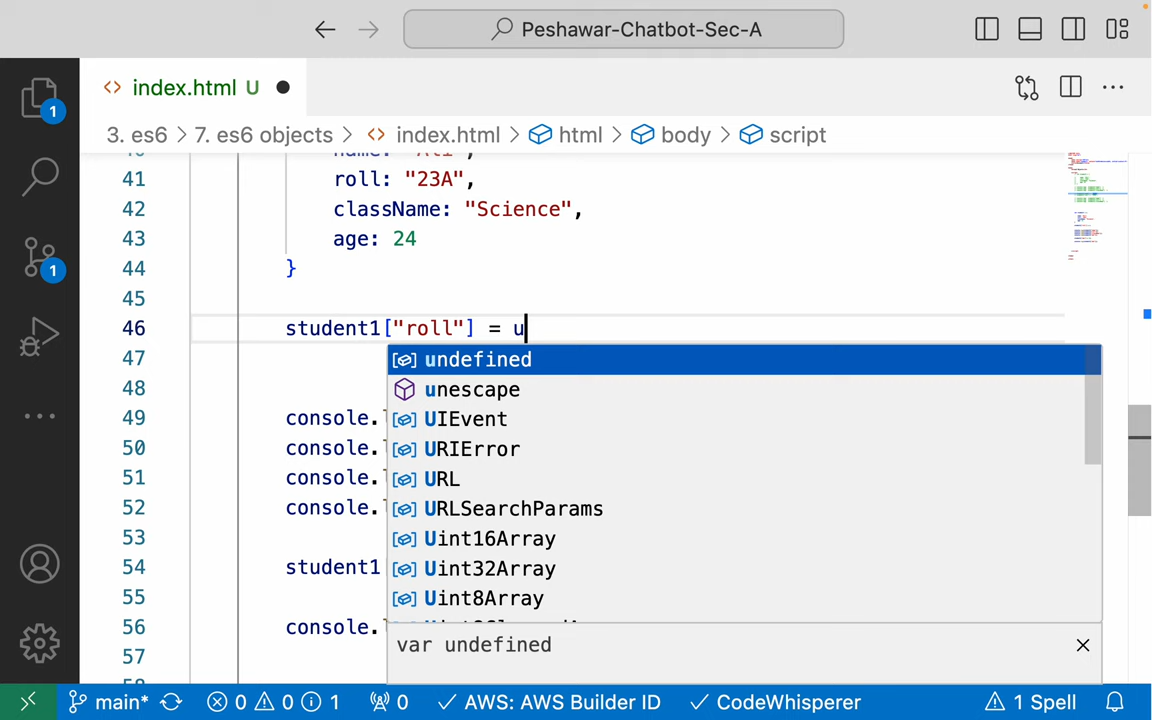 Peshawar-Chatbot-Sec-A
index.html U
3. es6 > 7. es6 objects > index.html > html > body > script
41 roll: "23A",
42 className: "Science",
43 age: 24
44 }
45
46 student1["roll"] = u
47
48
49 console.
50 console.
51 console.
52 console.
53
54 student1
55
56 console.
57
undefined
unescape
UIEvent
URIError
URL
URLSearchParams
Uint16Array
Uint32Array
Uint8Array
var undefined
1
1
main* 0 0 1 0 AWS: AWS Builder ID CodeWhisperer 1 Spell